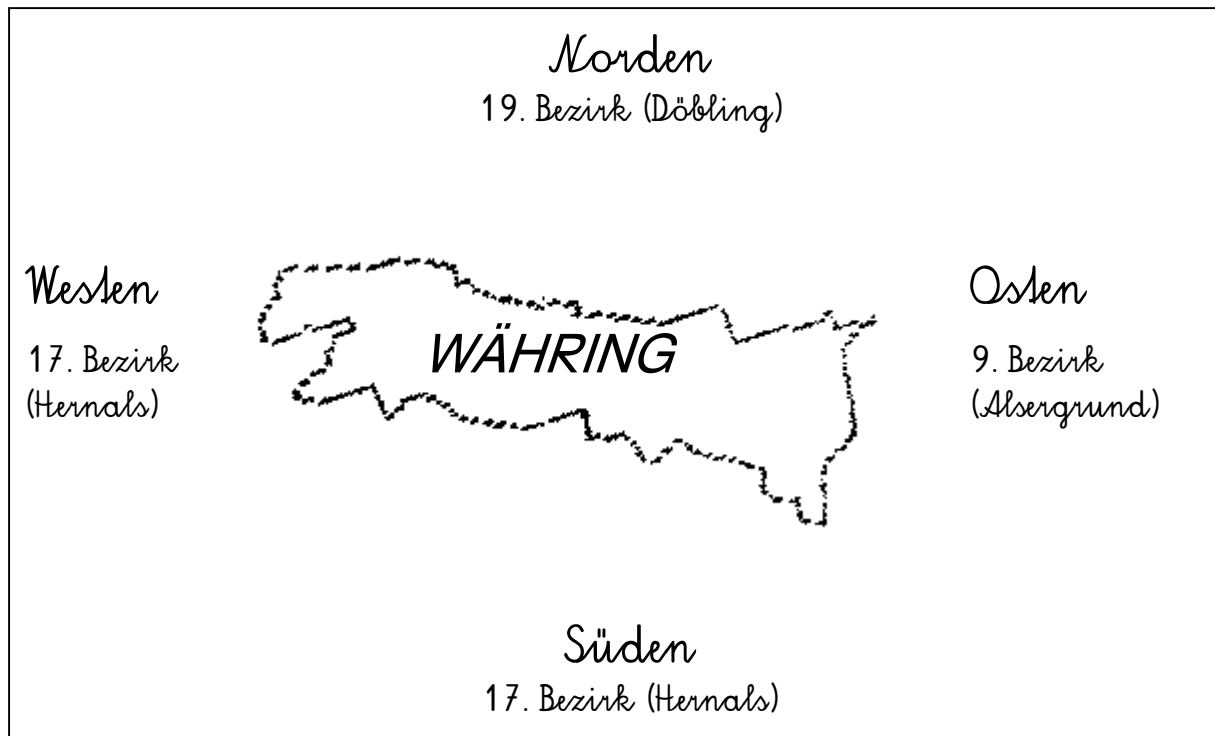 Norden
19. Bezirk (Döbling)
Westen
17. Bezirk
(Hernals)
WÄHRING
Osten
9. Bezirk
(Alsergrund)
Süden
17. Bezirk (Hernals)